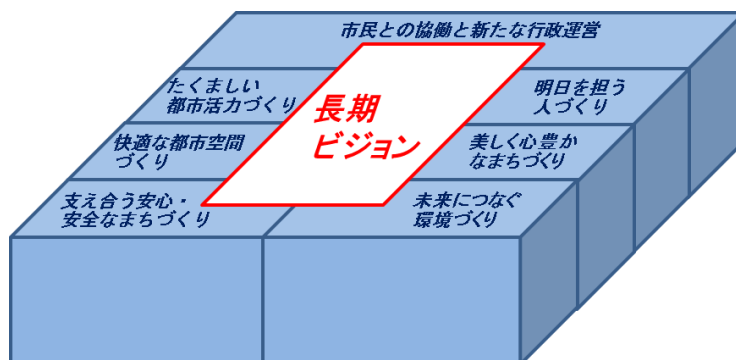 市民との協働と新たな行政運営
たくましい
都市活力づくり
明日を担う
人づくり
長期
ビジョン
快適な都市空間
づくり
美しく心豊か
なまちづくり
支え合う安心・
安全なまちづくり
未来につなぐ
環境づくり